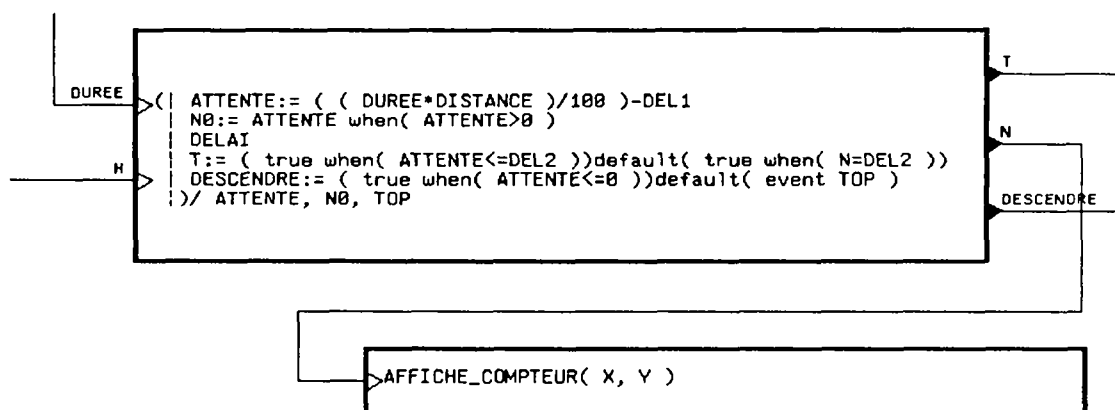 T
DUREE
(| ATTENTE:= ( ( DUREE*DISTANCE )/100 )-DEL1
| N0:= ATTENTE when( ATTENTE>0 )
| DELAI
| T:= ( true when( ATTENTE<=DEL2 ))default( true when( N=DEL2 ))
| DESCENDRE:= ( true when( ATTENTE<=0 ))default( event TOP )
|)/ ATTENTE, N0, TOP
N
H
DESCENDRE
AFFICHE_COMPTEUR( X, Y )